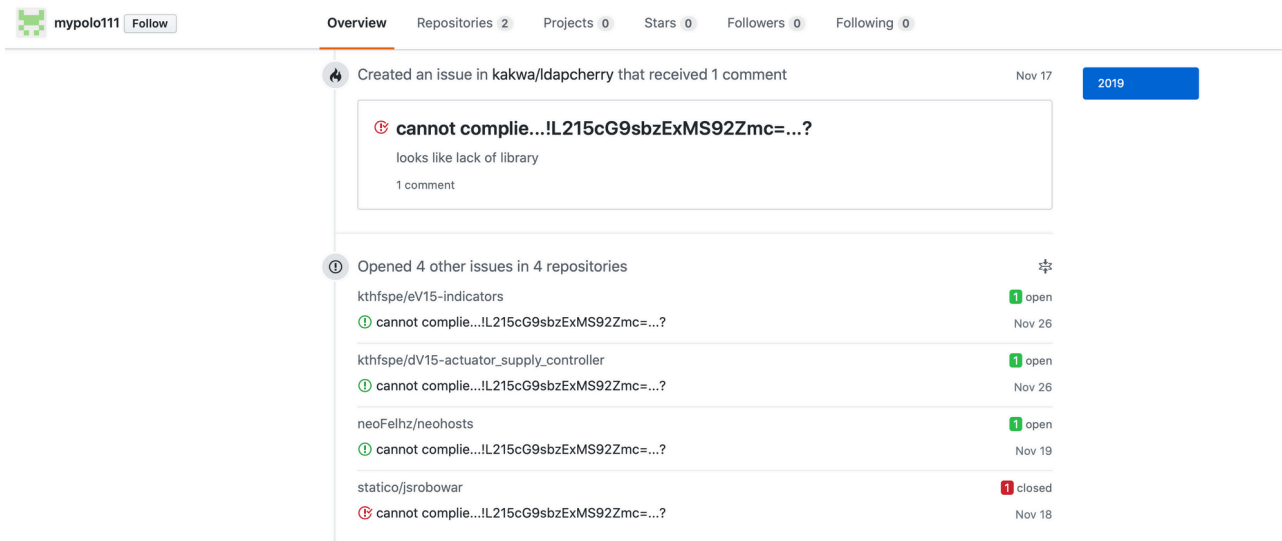 mypolo111 Follow Overview Repositories 2 Projects 0 Stars 0 Followers 0 Following 0
Created an issue in kakwa/ldapcherry that received 1 comment Nov 17
2019
cannot complie...!L215cG9sbzExMS92Zmc=...?
looks like lack of library
1 comment
Opened 4 other issues in 4 repositories
kthfspe/eV15-indicators 1 open
cannot complie...!L215cG9sbzExMS92Zmc=...? Nov 26
kthfspe/dV15-actuator_supply_controller 1 open
cannot complie...!L215cG9sbzExMS92Zmc=...? Nov 26
neoFelhz/neohosts 1 open
cannot complie...!L215cG9sbzExMS92Zmc=...? Nov 19
statico/jsrobowar 1 closed
cannot complie...!L215cG9sbzExMS92Zmc=...? Nov 18